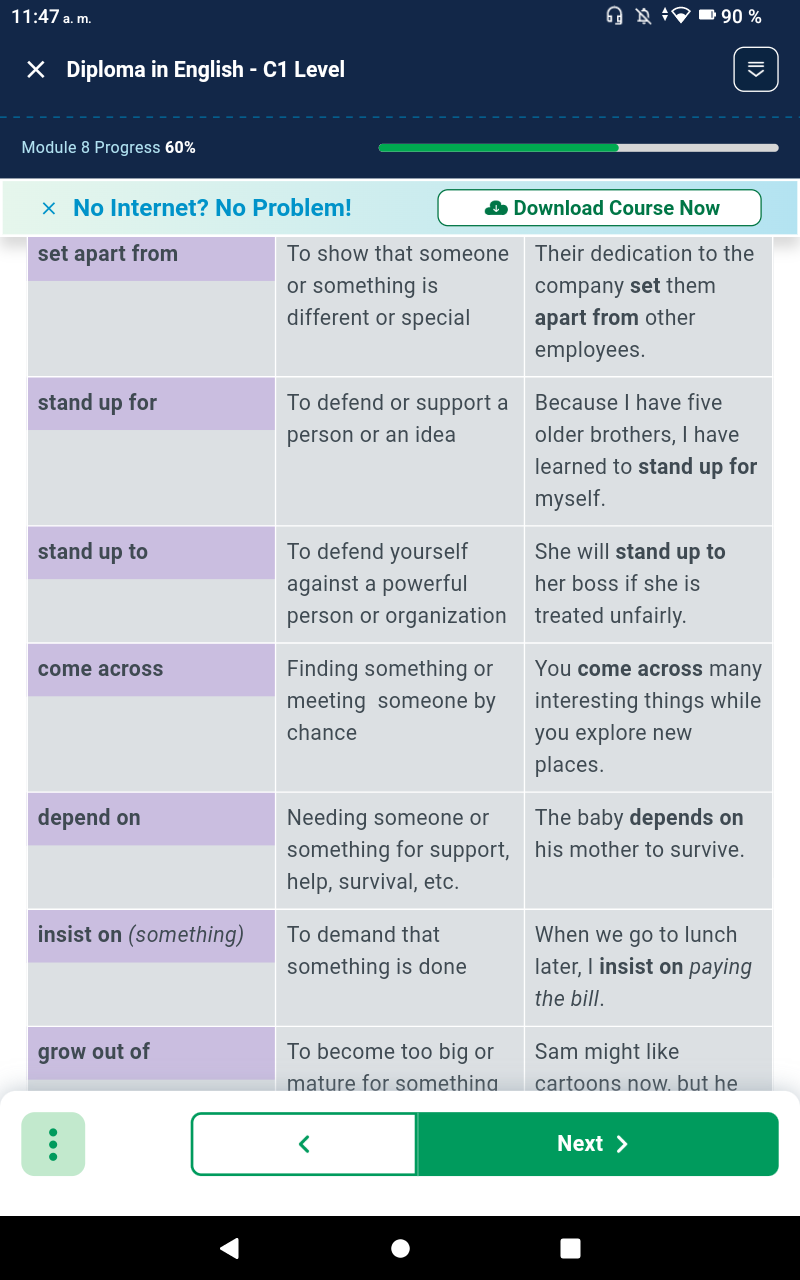 11:47 a. m.
90 %
Diploma in English - C1 Level
Module 8 Progress 60%
No Internet? No Problem!
Download Course Now
set apart from
To show that someone
or something is
different or special
Their dedication to the
company set them
apart from other
employees.
stand up for
To defend or support a
person or an idea
Because I have five
older brothers, I have
learned to stand up for
myself.
stand up to
To defend yourself
against a powerful
person or organization
She will stand up to
her boss if she is
treated unfairly.
come across
Finding something or
meeting  someone by
chance
You come across many
interesting things while
you explore new
places.
depend on
Needing someone or
something for support,
help, survival, etc.
The baby depends on
his mother to survive.
insist on (something)
To demand that
something is done
When we go to lunch
later, I insist on paying
the bill.
grow out of
To become too big or
mature for something
Sam might like
cartoons now, but he
Next